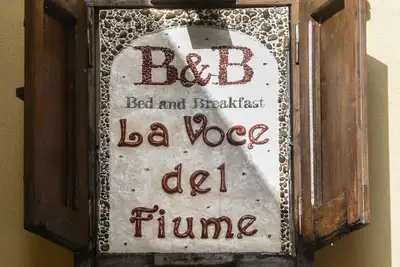 B&B
Bed and Breakfast
La Voce
del
Fiume